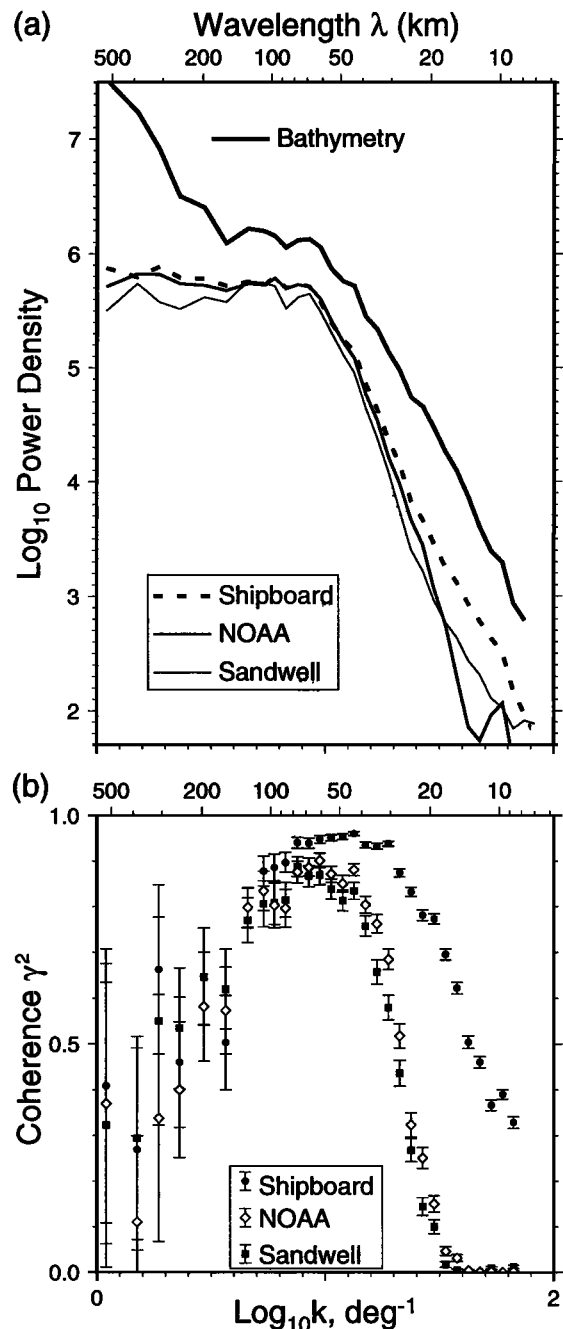 (a)
Wavelength λ (km)
500 200 100 50 20 10
Bathymetry
7
6
5
4
3
2
Log₁₀ Power Density
Shipboard
NOAA
Sandwell
(b)
500 200 100 50 20 10
1.0
0.5
0.0
Coherence γ²
Shipboard
NOAA
Sandwell
0 2
Log₁₀k, deg⁻¹